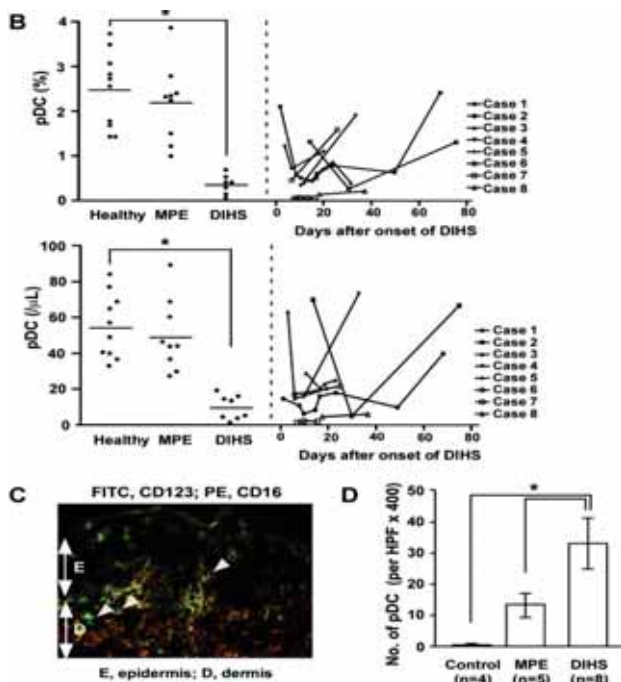 B
*
pDC (%)
4
3
2
1
0
Healthy MPE DIHS
0 20 40 60 80
Days after onset of DIHS
Case 1
Case 2
Case 3
Case 4
Case 5
Case 6
Case 7
Case 8
*
pDC (/μL)
100
80
60
40
20
0
Healthy MPE DIHS
0 20 40 60 80
Days after onset of DIHS
Case 1
Case 2
Case 3
Case 4
Case 5
Case 6
Case 7
Case 8
C
FITC, CD123; PE, CD16
E
E, epidermis; D, dermis
D
*
No. of pDC (per HPF x 400)
50
40
30
20
10
0
Control MPE DIHS
(n=4) (n=5) (n=8)